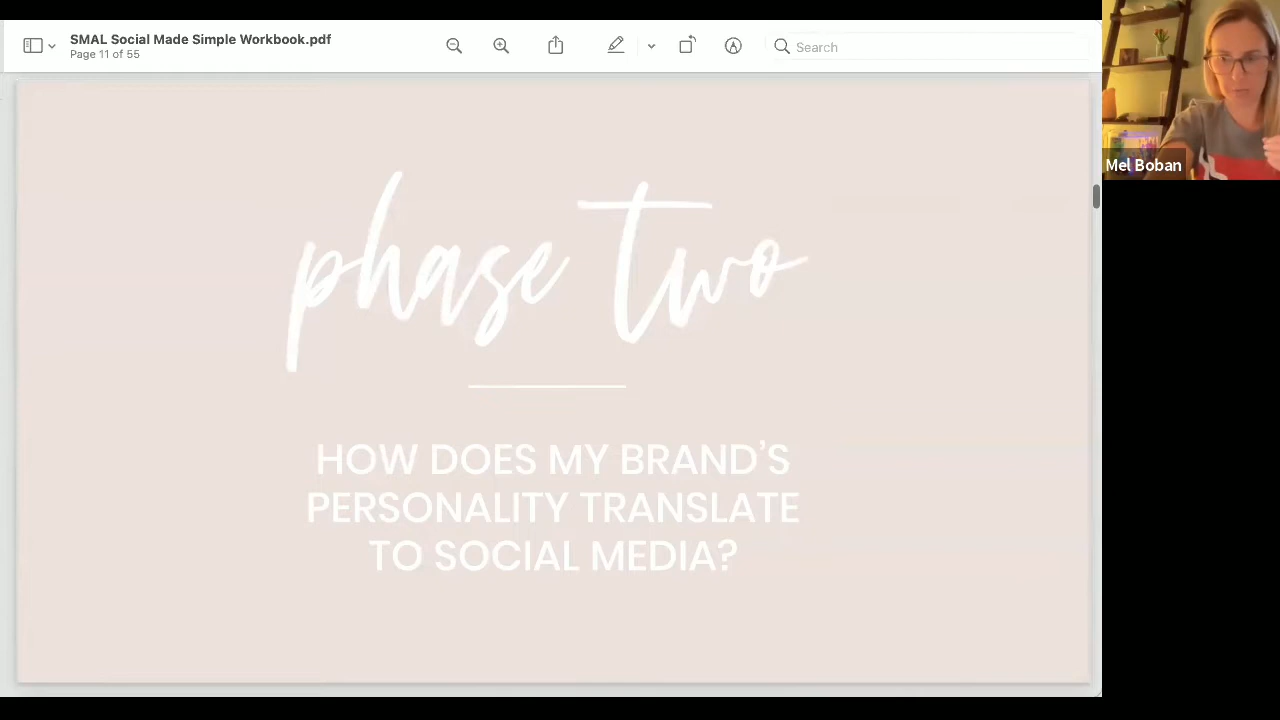 SMAL Social Made Simple Workbook.pdf
Page 11 of 55
Search
Mel Boban
phase two
HOW DOES MY BRAND’S
PERSONALITY TRANSLATE
TO SOCIAL MEDIA?